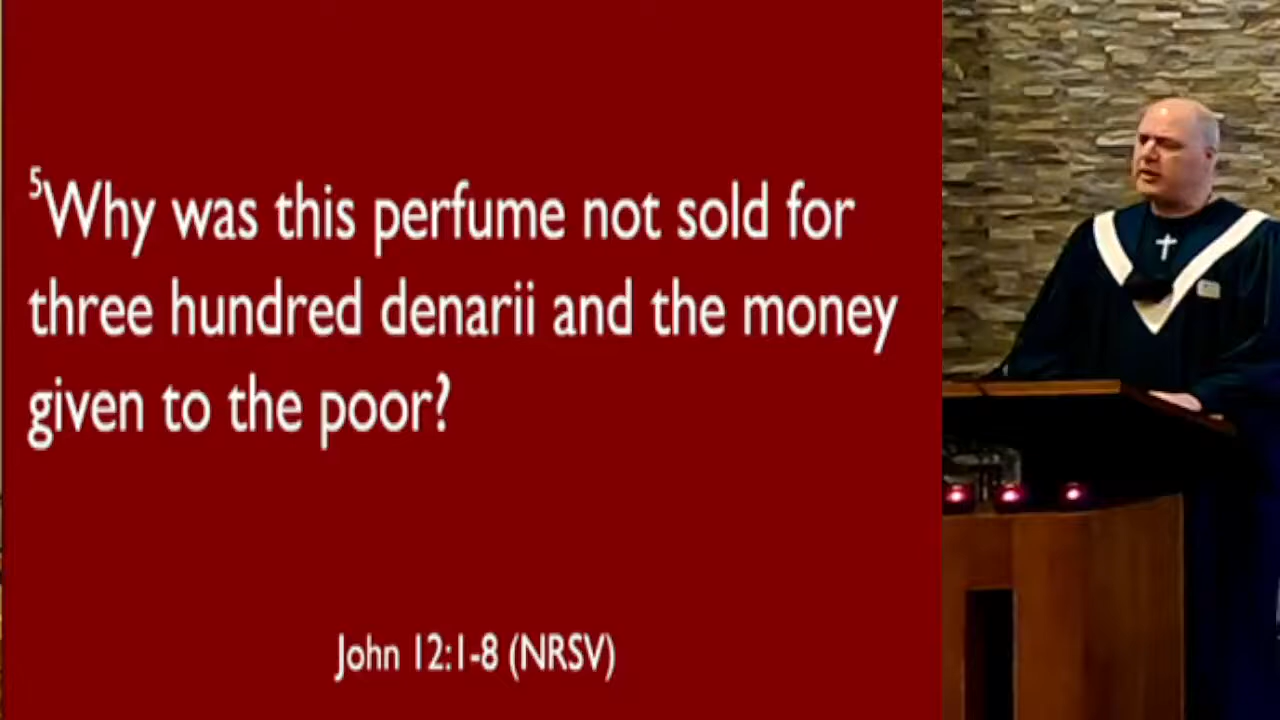 ⁵Why was this perfume not sold for
three hundred denarii and the money
given to the poor?
John 12:1-8 (NRSV)